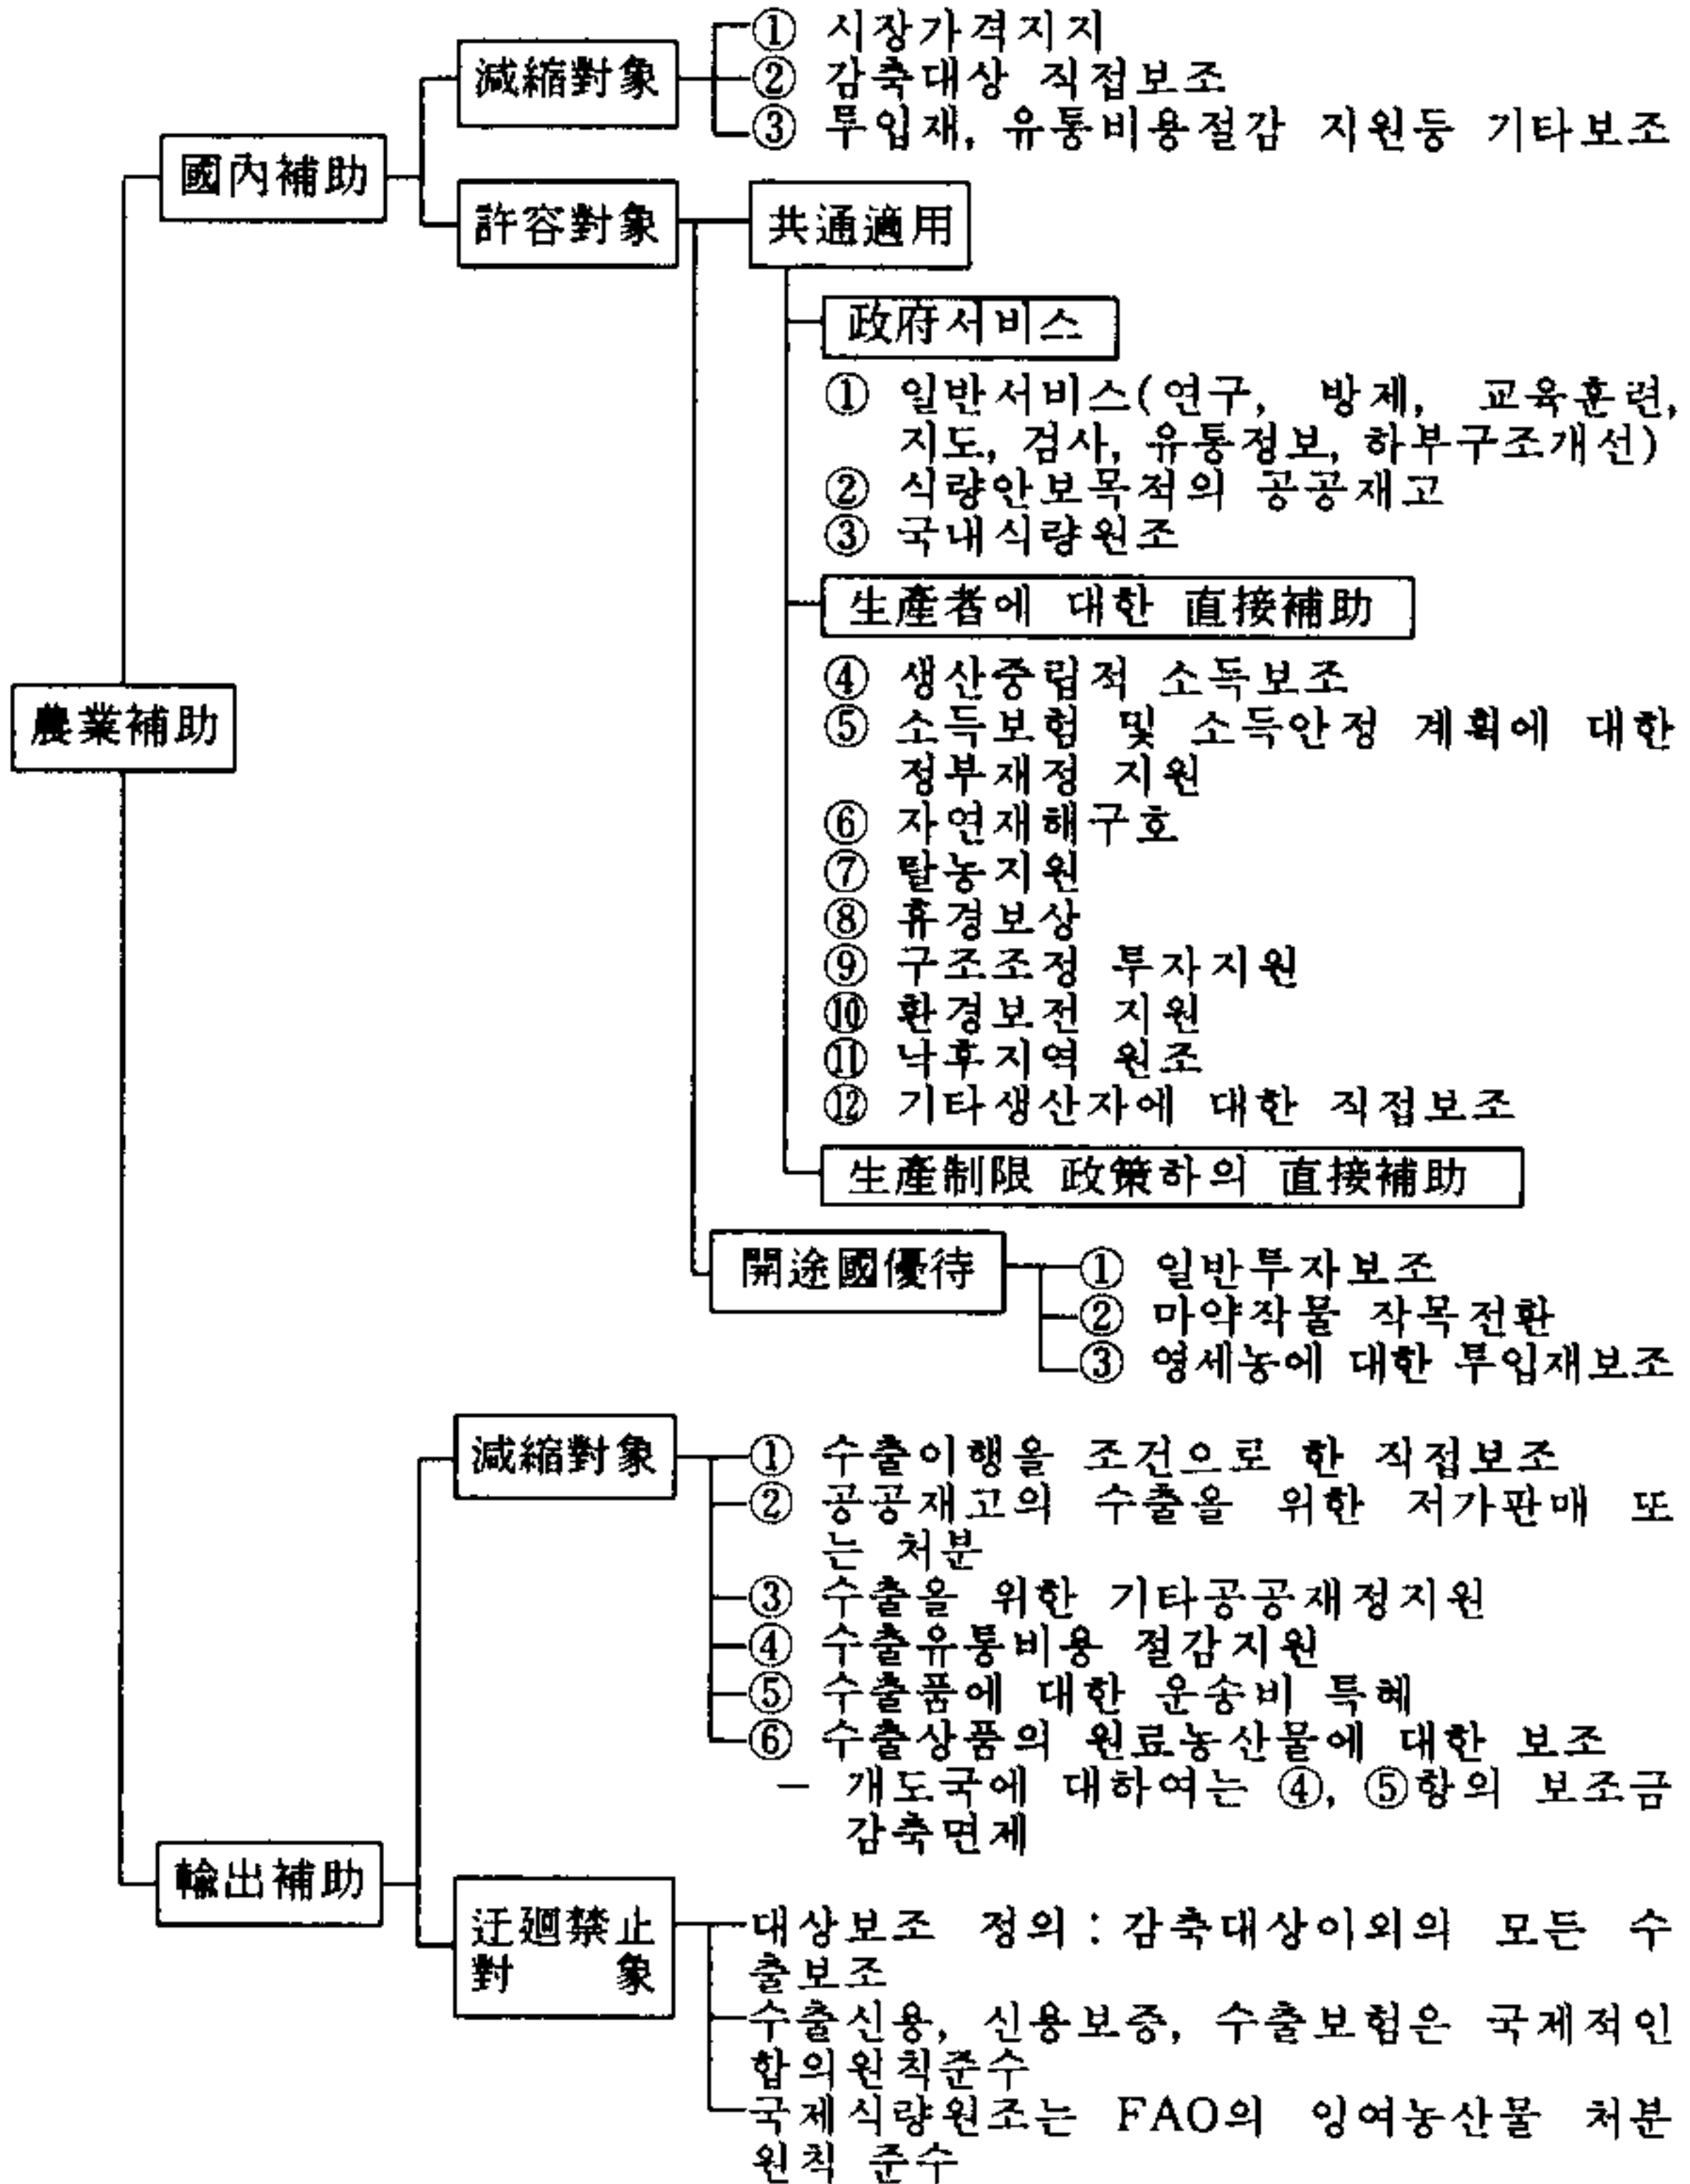 ① 시장가격지지
減縮對象
② 감축대상 직접보조
③ 투입재, 유통비용절감 지원등 기타보조
國內補助
許容對象
共通適用
政府서비스
① 일반서비스(연구, 방제, 교육훈련,
지도, 검사, 유통정보, 하부구조개선)
② 식량안보목적의 공공재고
③ 국내식량원조
生產者에 대한 直接補助
④ 생산중립적 소득보조
農業補助
⑤ 소득보험 및 소득안정 계획에 대한
정부재정 지원
⑥ 자연재해구호
⑦ 탈농지원
⑧ 휴경보상
⑨ 구조조정 투자지원
⑩ 환경보전 지원
⑪ 낙후지역 원조
⑫ 기타생산자에 대한 직접보조
生產制限 政策하의 直接補助
開途國優待
① 일반투자보조
② 마약작물 작목전환
③ 영세농에 대한 투입재보조
減縮對象
① 수출이행을 조건으로 한 직접보조
② 공공재고의 수출을 위한 저가판매 또
는 처분
③ 수출을 위한 기타공공재정지원
④ 수출유통비용 절감지원
⑤ 수출품에 대한 운송비 특혜
⑥ 수출상품의 원료농산물에 대한 보조
— 개도국에 대하여는 ④, ⑤항의 보조금
감축면제
輸出補助
迂廻禁止
對 象
대상보조 정의 : 감축대상이외의 모든 수
출보조
수출신용, 신용보증, 수출보험은 국제적인
합의원칙준수
국제식량원조는 FAO의 잉여농산물 처분
원칙 준수